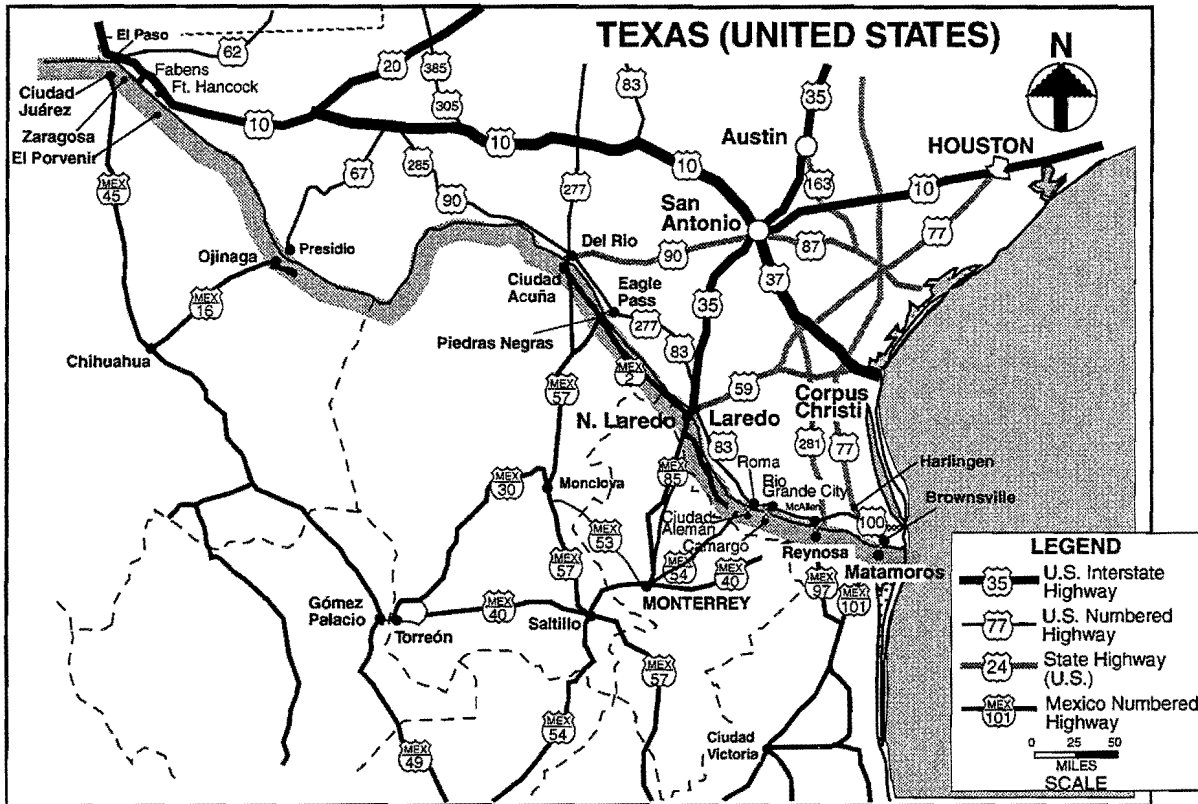 TEXAS (UNITED STATES)
N
El Paso
62
20
385
83
35
Fabens
Ft. Hancock
305
Ciudad
Juárez
Zaragosa
El Porvenir
10
10
10
Austin
HOUSTON
163
10
MEX
45
67
285
90
277
San
Antonio
77
Presidio
Ojinaga
Del Rio
90
87
37
Ciudad
Acuña
Eagle
Pass
35
MEX
16
277
Piedras Negras
83
Chihuahua
MEX
2
59
MEX
57
Corpus
Christi
N. Laredo
Laredo
83
281
77
Harlingen
MEX
85
Roma
Rio
Grande City
McAllen
MEX
30
Monclova
Brownsville
Ciudad
Alemán
100
MEX
53
Camargo
Reynosa
MEX
57
MEX
54
MEX
40
Matamoros
MEX
97
MEX
101
MONTERREY
Gómez
Palacio
MEX
40
Torreón
Saltillo
MEX
57
MEX
54
Ciudad
Victoria
MEX
49
LEGEND
35
U.S. Interstate
Highway
77
U.S. Numbered
Highway
24
State Highway
(U.S.)
MEX
101
Mexico Numbered
Highway
0 25 50
MILES
SCALE